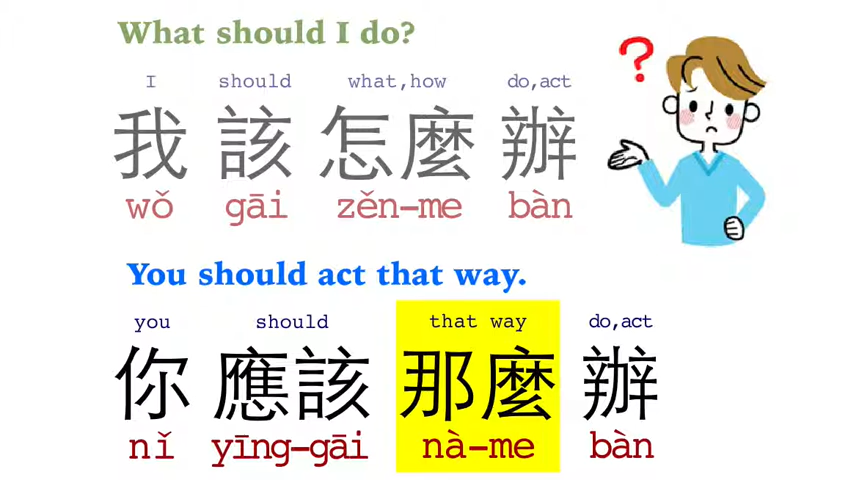 What should I do?
I should what,how do,act
我 該 怎麼 辦
wǒ gāi zěn-me bàn
?
You should act that way.
you should that way do,act
你 應該 那麼 辦
nǐ yīng-gāi nà-me bàn